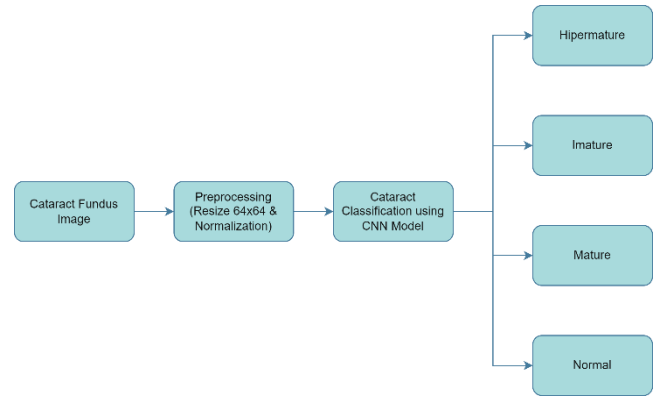 Cataract Fundus
Image
Preprocessing
(Resize 64x64 &
Normalization)
Cataract
Classification using
CNN Model
Hipermature
Imature
Mature
Normal